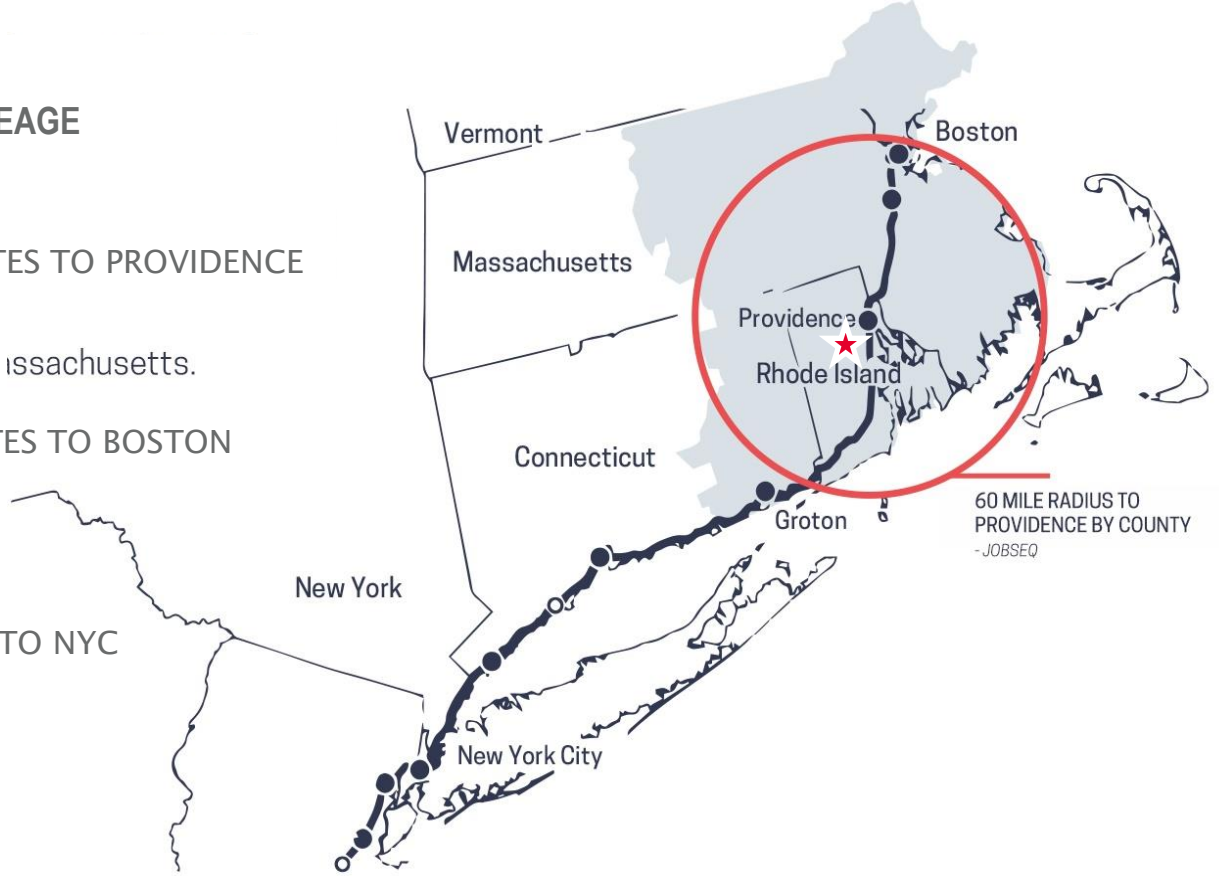 EAGE
TES TO PROVIDENCE
assachusetts.
TES TO BOSTON
TO NYC
Vermont
Boston
Massachusetts
Providence
Rhode Island
Connecticut
Groton
60 MILE RADIUS TO
PROVIDENCE BY COUNTY
- JOBSEQ
New York
New York City